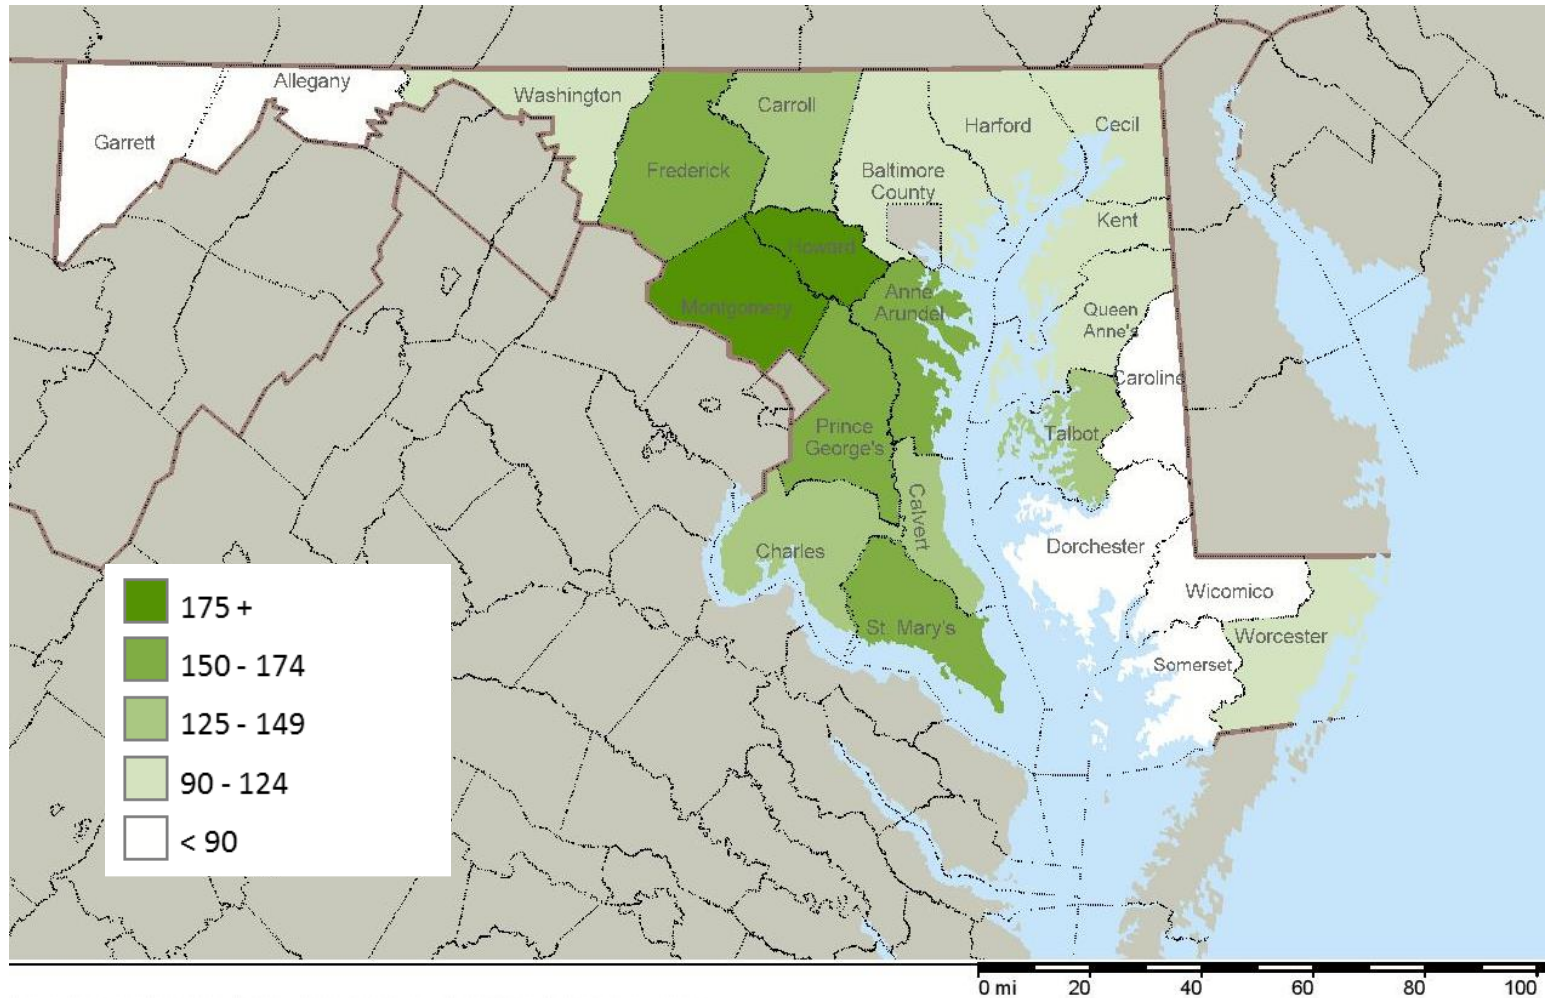 Allegany
Washington
Garrett
Frederick
Carroll
Baltimore
County
Harford
Cecil
Kent
Howard
Montgomery
Anne
Arundel
Queen
Anne's
Caroline
Talbot
Prince
George's
Calvert
Charles
St Mary's
Dorchester
Wicomico
Worcester
Somerset
175 +
150 - 174
125 - 149
90 - 124
< 90
0 mi 20 40 60 80 100